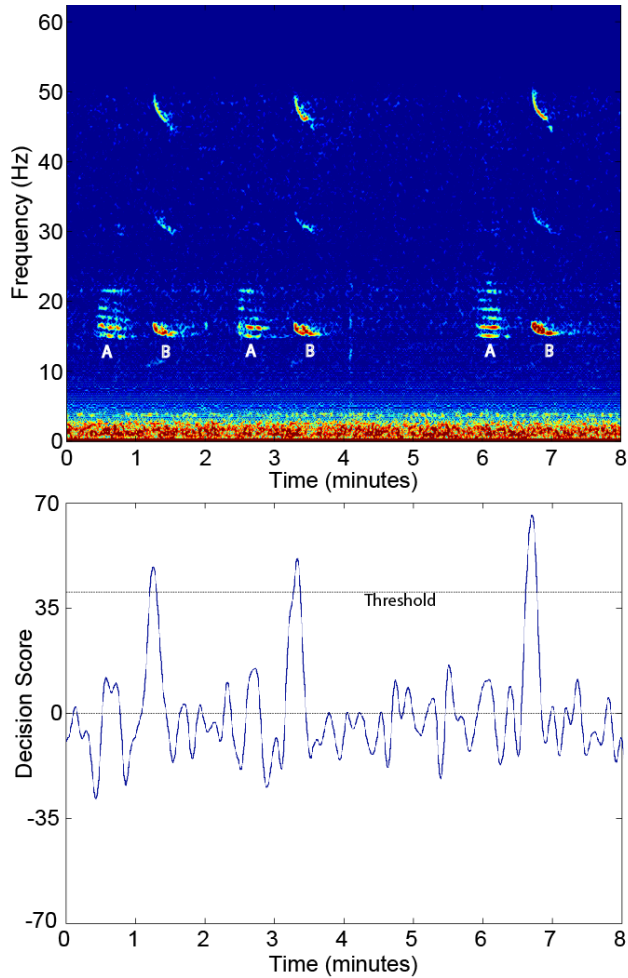 60
50
40
30
20
10
0
Frequency (Hz)
A B A B A B
0 1 2 3 4 5 6 7 8
Time (minutes)
70
35
0
-35
-70
Decision Score
Threshold
0 1 2 3 4 5 6 7 8
Time (minutes)